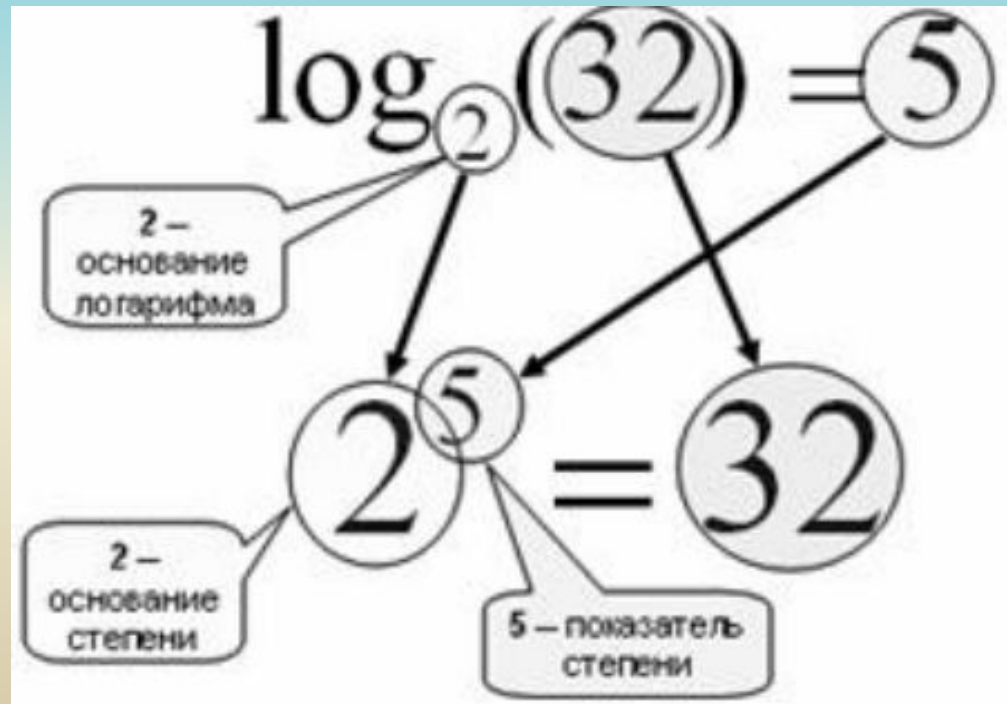 log₂(32) = 5
2 –
основание
логарифма
2⁵ = 32
2 –
основание
степени
5 – показатель
степени